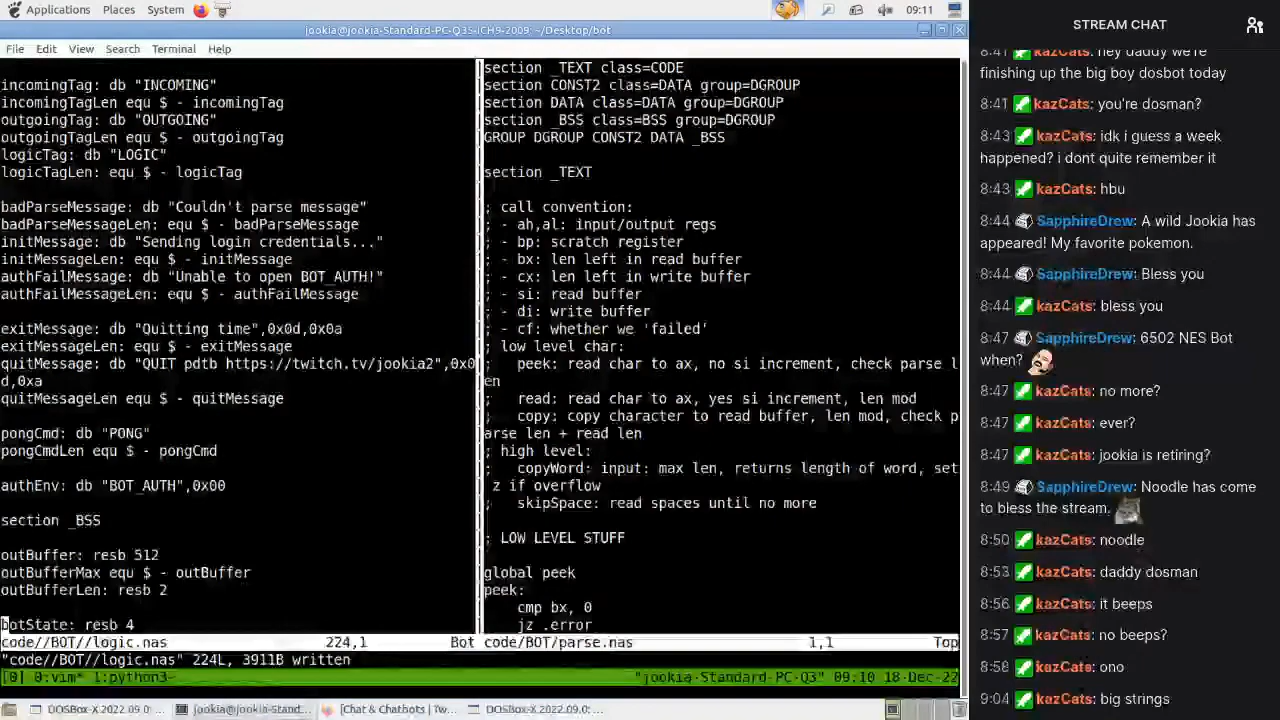 Applications Places System 09:11
jookia@jookia-Standard-PC-Q35-ICH9-2009: ~/Desktop/bot
File Edit View Search Terminal Help
incomingTag: db "INCOMING"
incomingTagLen equ $ - incomingTag
outgoingTag: db "OUTGOING"
outgoingTagLen equ $ - outgoingTag
logicTag: db "LOGIC"
logicTagLen: equ $ - logicTag
badParseMessage: db "Couldn't parse message"
badParseMessageLen: equ $ - badParseMessage
initMessage: db "Sending login credentials..."
initMessageLen: equ $ - initMessage
authFailMessage: db "Unable to open BOT_AUTH!"
authFailMessageLen: equ $ - authFailMessage
exitMessage: db "Quitting time",0x0d,0x0a
exitMessageLen: equ $ - exitMessage
quitMessage: db "QUIT pdtb https://twitch.tv/jookia2",0x0
d,0xa
quitMessageLen equ $ - quitMessage
pongCmd: db "PONG"
pongCmdLen equ $ - pongCmd
authEnv: db "BOT_AUTH",0x00
section _BSS
outBuffer: resb 512
outBufferMax equ $ - outBuffer
outBufferLen: resb 2
botState: resb 4
code//BOT//logic.nas 224,1 Bot
section _TEXT class=CODE
section CONST2 class=DATA group=DGROUP
section DATA class=DATA group=DGROUP
section _BSS class=BSS group=DGROUP
GROUP DGROUP CONST2 DATA _BSS
section _TEXT
; call convention:
; - ah,al: input/output regs
; - bp: scratch register
; - bx: len left in read buffer
; - cx: len left in write buffer
; - si: read buffer
; - di: write buffer
; - cf: whether we 'failed'
; low level char:
; peek: read char to ax, no si increment, check parse l
en
; read: read char to ax, yes si increment, len mod
; copy: copy character to read buffer, len mod, check p
arse len + read len
; high level:
; copyWord: input: max len, returns length of word, set
z if overflow
; skipSpace: read spaces until no more
; LOW LEVEL STUFF
global peek
peek:
cmp bx, 0
jz .error
code/BOT/parse.nas 1,1 Top
"code//BOT//logic.nas" 224L, 3911B written
[0] 0:vim* 1:python3- "jookia-Standard-PC-Q3" 09:10 18-Dec-22
DOSBox-X 2022.09.0: ... jookia@jookia-Stand... [Chat & Chatbots | Tw... DOSBox-X 2022.09.0: ...
STREAM CHAT
8:41 kazCats: hey daddy we're
finishing up the big boy dosbot today
8:41 kazCats: you're dosman?
8:43 kazCats: idk i guess a week
happened? i dont quite remember it
8:43 kazCats: hbu
8:44 SapphireDrew: A wild Jookia has
appeared! My favorite pokemon.
8:44 SapphireDrew: Bless you
8:44 kazCats: bless you
8:47 SapphireDrew: 6502 NES Bot
when?
8:47 kazCats: no more?
8:47 kazCats: ever?
8:47 kazCats: jookia is retiring?
8:49 SapphireDrew: Noodle has come
to bless the stream.
8:50 kazCats: noodle
8:53 kazCats: daddy dosman
8:56 kazCats: it beeps
8:57 kazCats: no beeps?
8:58 kazCats: ono
9:04 kazCats: big strings